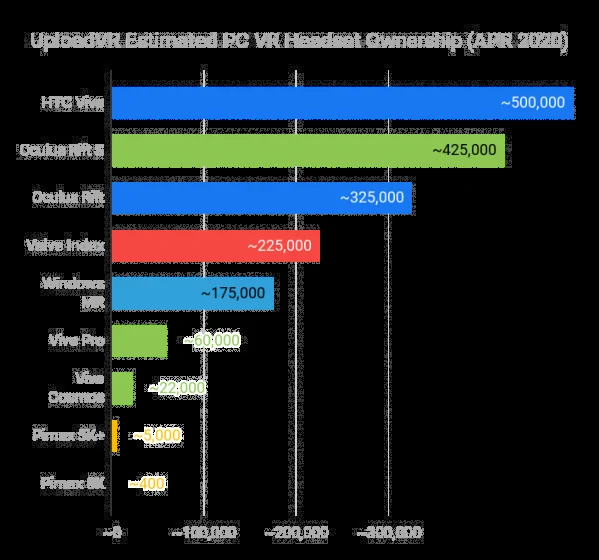 UploadVR Estimated PC VR Headset Ownership (APR 2020)
HTC Vive
~500,000
Oculus Rift S
~425,000
Oculus Rift
~325,000
Valve Index
~225,000
Windows
MR
~175,000
Vive Pro
~60,000
Vive
Cosmos
~22,000
Pimax 5K+
~5,000
Pimax 8K
~400
~0
~100,000
~200,000
~300,000